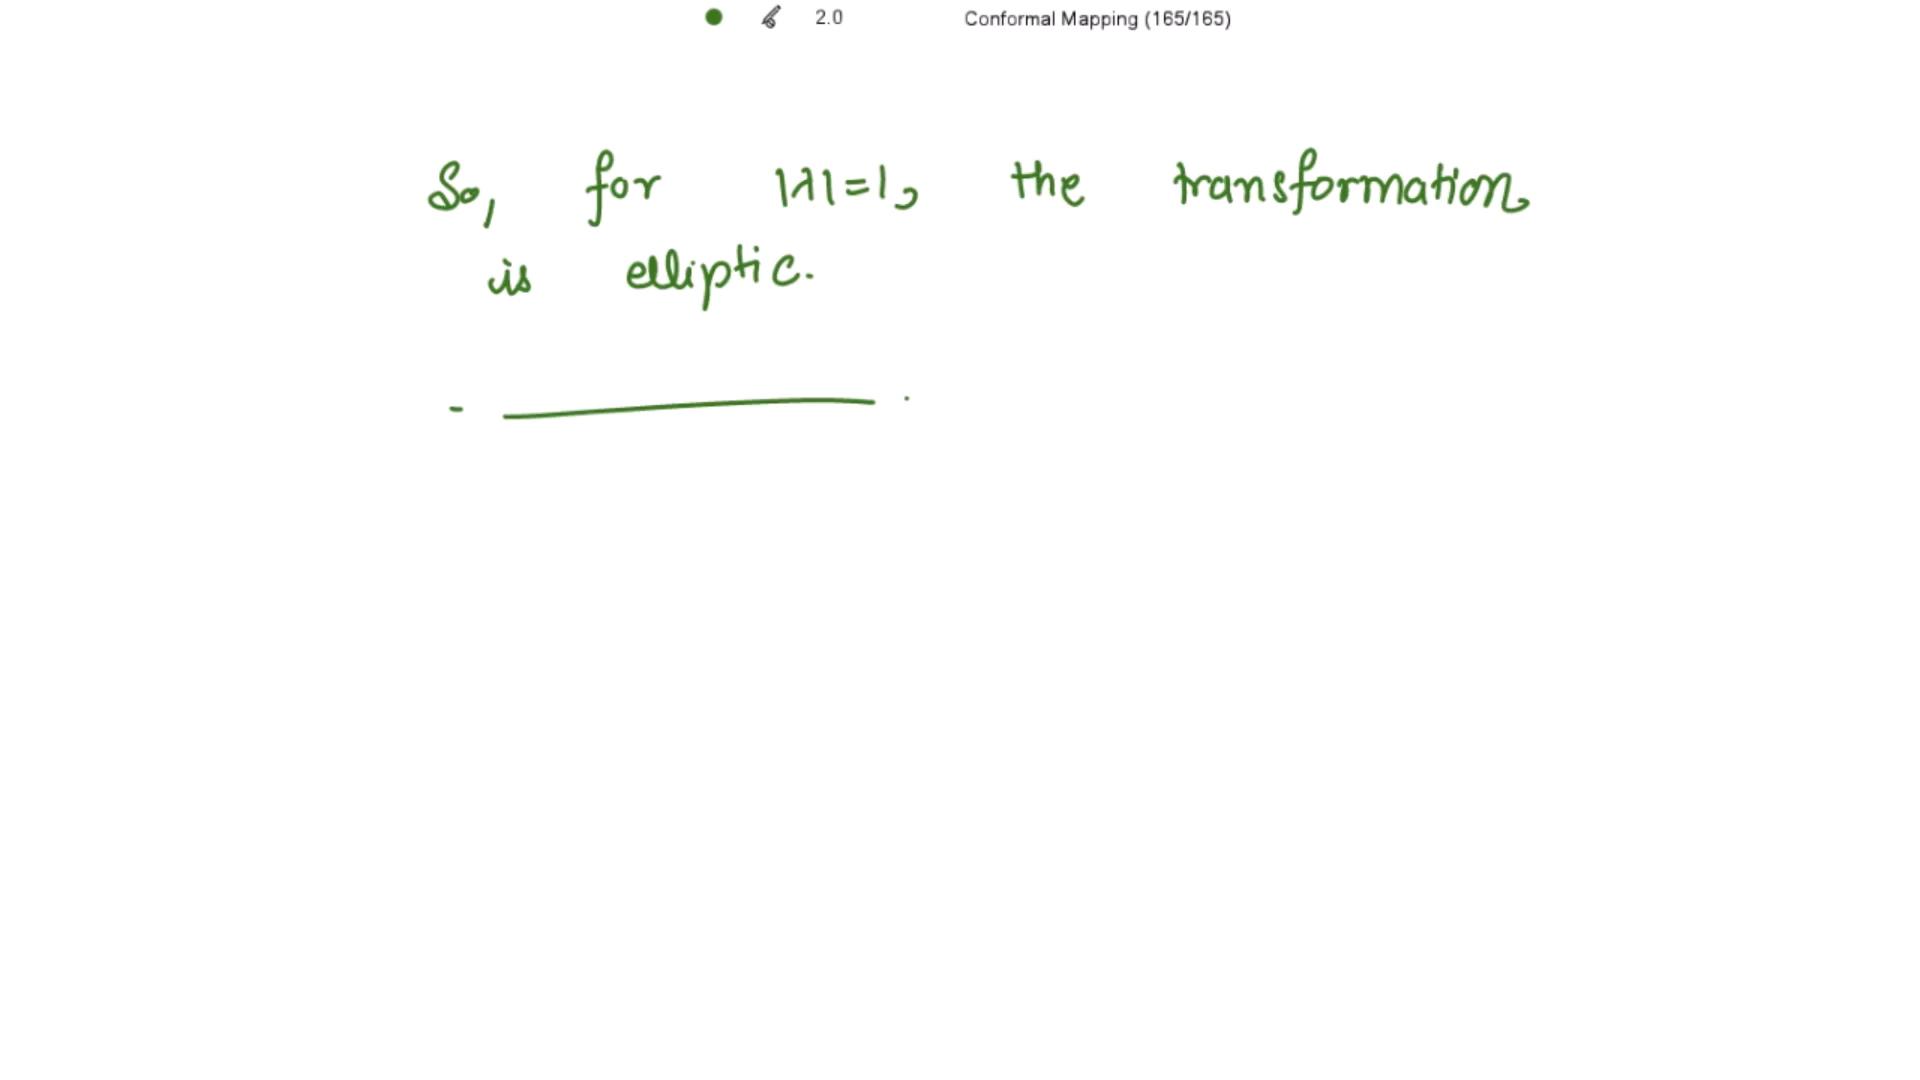 2.0 Conformal Mapping (165/165)
So, for |λ|=1, the transformation
is elliptic.